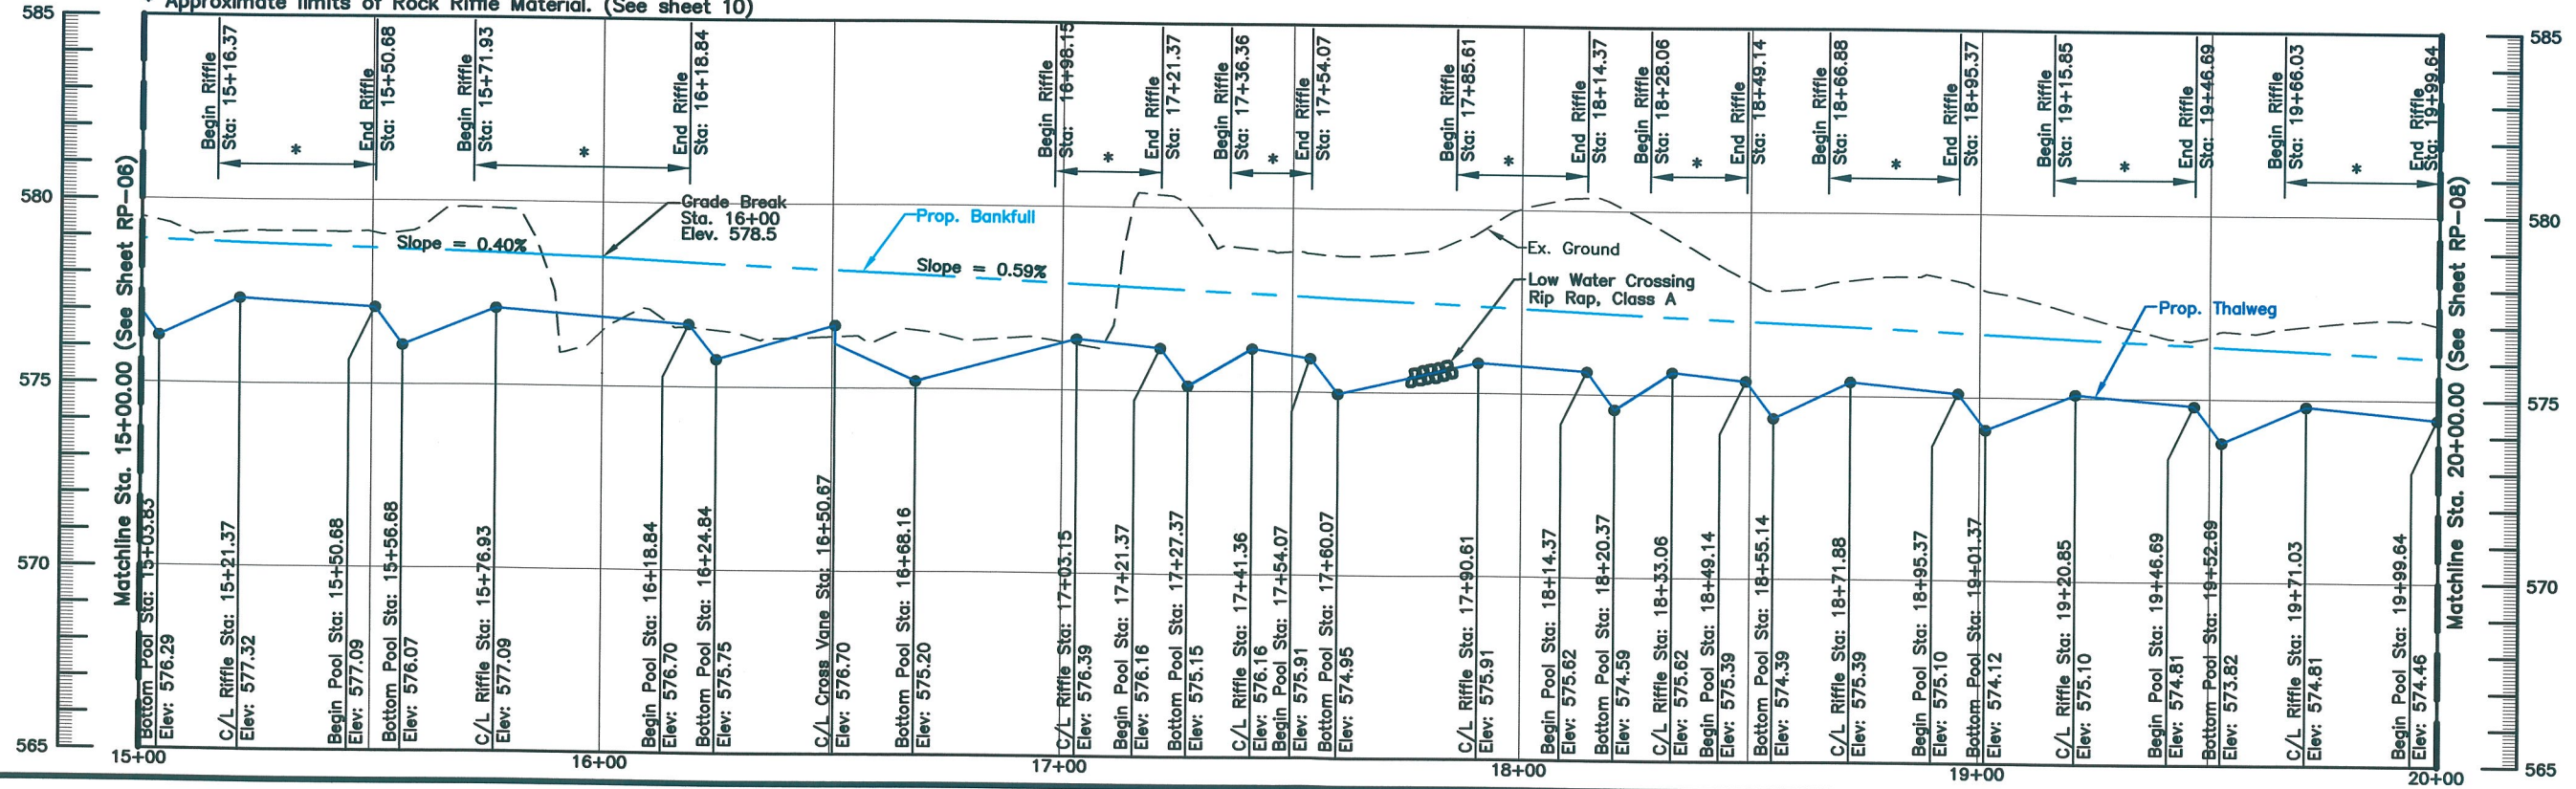 Approximate limits of Rock Riffle Material. (See sheet 10)
585
580
575
570
565
Matchline Sta. 15+00.00 (See Sheet RP-06)
Begin Riffle
Sta: 15+16.37
*
End Riffle
Sta: 15+50.68
Begin Riffle
Sta: 15+71.93
*
End Riffle
Sta: 16+18.84
Begin Riffle
Sta: 16+98.15
*
End Riffle
Sta: 17+21.37
Begin Riffle
Sta: 17+36.36
*
End Riffle
Sta: 17+54.07
Begin Riffle
Sta: 17+85.61
*
End Riffle
Sta: 18+14.37
Begin Riffle
Sta: 18+28.06
*
End Riffle
Sta: 18+49.14
Begin Riffle
Sta: 18+66.88
*
End Riffle
Sta: 18+95.37
Begin Riffle
Sta: 19+15.85
*
End Riffle
Sta: 19+46.69
Begin Riffle
Sta: 19+66.03
*
End Riffle
Sta: 19+99.64
Grade Break
Sta. 16+00
Elev. 578.5
Slope = 0.40%
Prop. Bankfull
Slope = 0.59%
Ex. Ground
Low Water Crossing
Rip Rap, Class A
Prop. Thalweg
Bottom Pool Sta: 15+03.83
Elev: 576.29
C/L Riffle Sta: 15+21.37
Elev: 577.32
Begin Pool Sta: 15+50.68
Elev: 577.09
Bottom Pool Sta: 15+56.68
Elev: 576.07
C/L Riffle Sta: 15+76.93
Elev: 577.09
Begin Pool Sta: 16+18.84
Elev: 576.70
Bottom Pool Sta: 16+24.84
Elev: 575.75
C/L Cross Vane Sta: 16+50.67
Elev: 576.70
Bottom Pool Sta: 16+68.16
Elev: 575.20
C/L Riffle Sta: 17+03.15
Elev: 576.39
Begin Pool Sta: 17+21.37
Elev: 576.16
Bottom Pool Sta: 17+27.37
Elev: 575.15
C/L Riffle Sta: 17+41.36
Elev: 576.16
Begin Pool Sta: 17+54.07
Elev: 575.91
Bottom Pool Sta: 17+60.07
Elev: 574.95
C/L Riffle Sta: 17+90.61
Elev: 575.91
Begin Pool Sta: 18+14.37
Elev: 575.62
Bottom Pool Sta: 18+20.37
Elev: 574.59
C/L Riffle Sta: 18+33.06
Elev: 575.62
Begin Pool Sta: 18+49.14
Elev: 575.39
Bottom Pool Sta: 18+55.14
Elev: 574.39
C/L Riffle Sta: 18+71.88
Elev: 575.39
Begin Pool Sta: 18+95.37
Elev: 575.10
Bottom Pool Sta: 19+01.37
Elev: 574.12
C/L Riffle Sta: 19+20.85
Elev: 575.10
Begin Pool Sta: 19+46.69
Elev: 574.81
Bottom Pool Sta: 19+52.69
Elev: 573.82
C/L Riffle Sta: 19+71.03
Elev: 574.81
Begin Pool Sta: 19+99.64
Elev: 574.46
Matchline Sta. 20+00.00 (See Sheet RP-08)
585
580
575
570
565
15+00
16+00
17+00
18+00
19+00
20+00